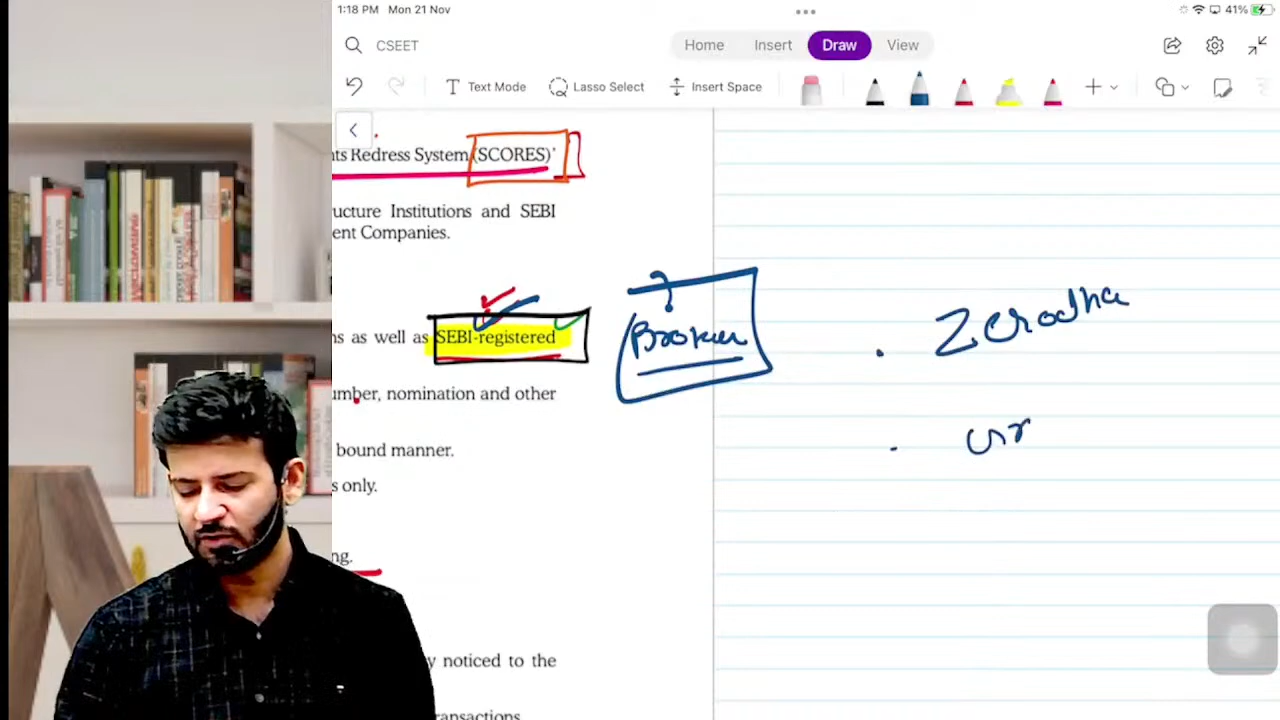 1:18 PM Mon 21 Nov
41%
CSEET
Home Insert Draw View
Text Mode Lasso Select Insert Space
ts Redress System (SCORES)'
ucture Institutions and SEBI
ent Companies.
ns as well as SEBI-registered
Broker
Zerodha
umber, nomination and other
bound manner.
s only.
ng.
y noticed to the
ransactions